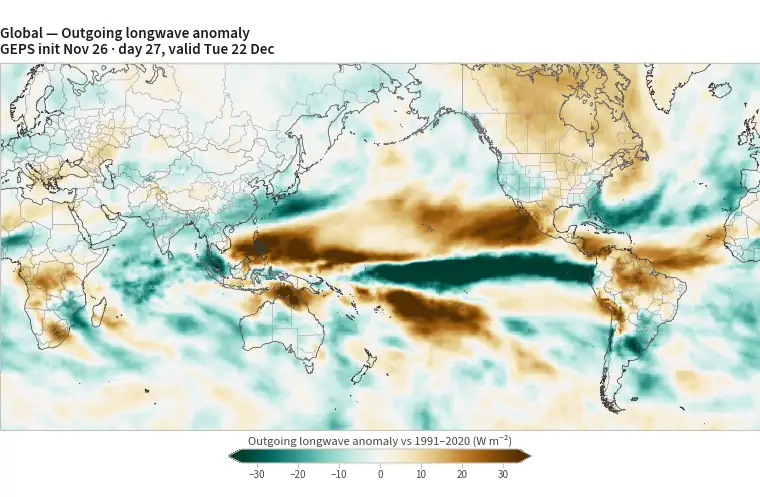 Global — Outgoing longwave anomaly
GEPS init Nov 26 · day 27, valid Tue 22 Dec
Outgoing longwave anomaly vs 1991–2020 (W m⁻²)
−30 −20 −10 0 10 20 30